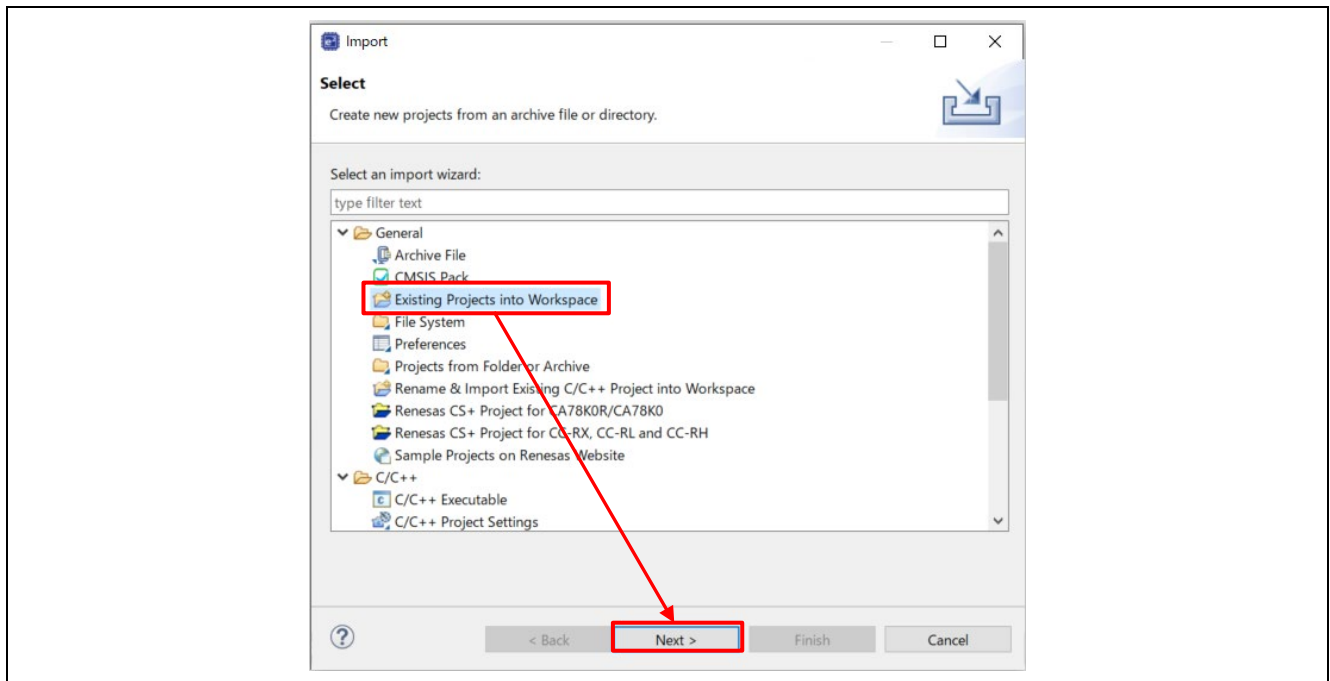 Import
Select
Create new projects from an archive file or directory.
Select an import wizard:
type filter text
General
Archive File
CMSIS Pack
Existing Projects into Workspace
File System
Preferences
Projects from Folder or Archive
Rename & Import Existing C/C++ Project into Workspace
Renesas CS+ Project for CA78K0R/CA78K0
Renesas CS+ Project for CC-RX, CC-RL and CC-RH
Sample Projects on Renesas Website
C/C++
C/C++ Executable
C/C++ Project Settings
< Back Next > Finish Cancel